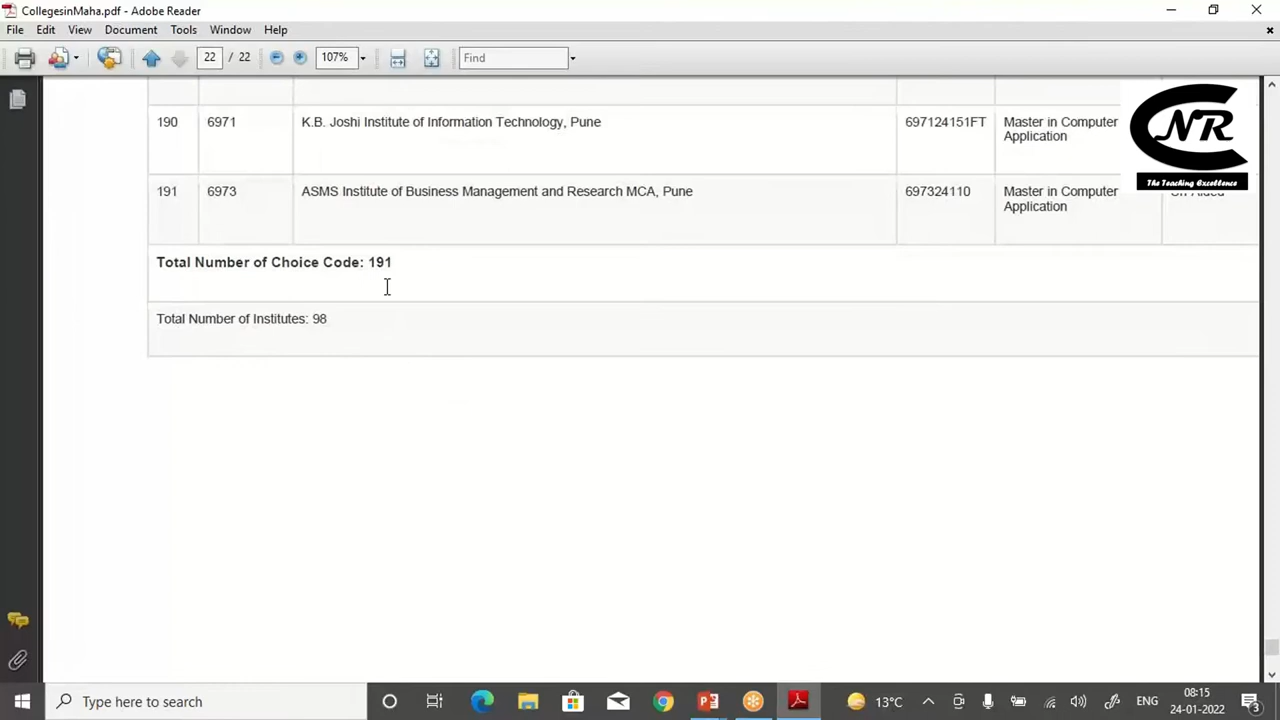 CollegesinMaha.pdf - Adobe Reader
File Edit View Document Tools Window Help
22 / 22 107% Find
190 6971 K.B. Joshi Institute of Information Technology, Pune 697124151FT Master in Computer
Application
191 6973 ASMS Institute of Business Management and Research MCA, Pune 697324110 Master in Computer
Application
Total Number of Choice Code: 191
Total Number of Institutes: 98
CNR
The Teaching Excellence
Type here to search
13°C
ENG
08:15
24-01-2022
3